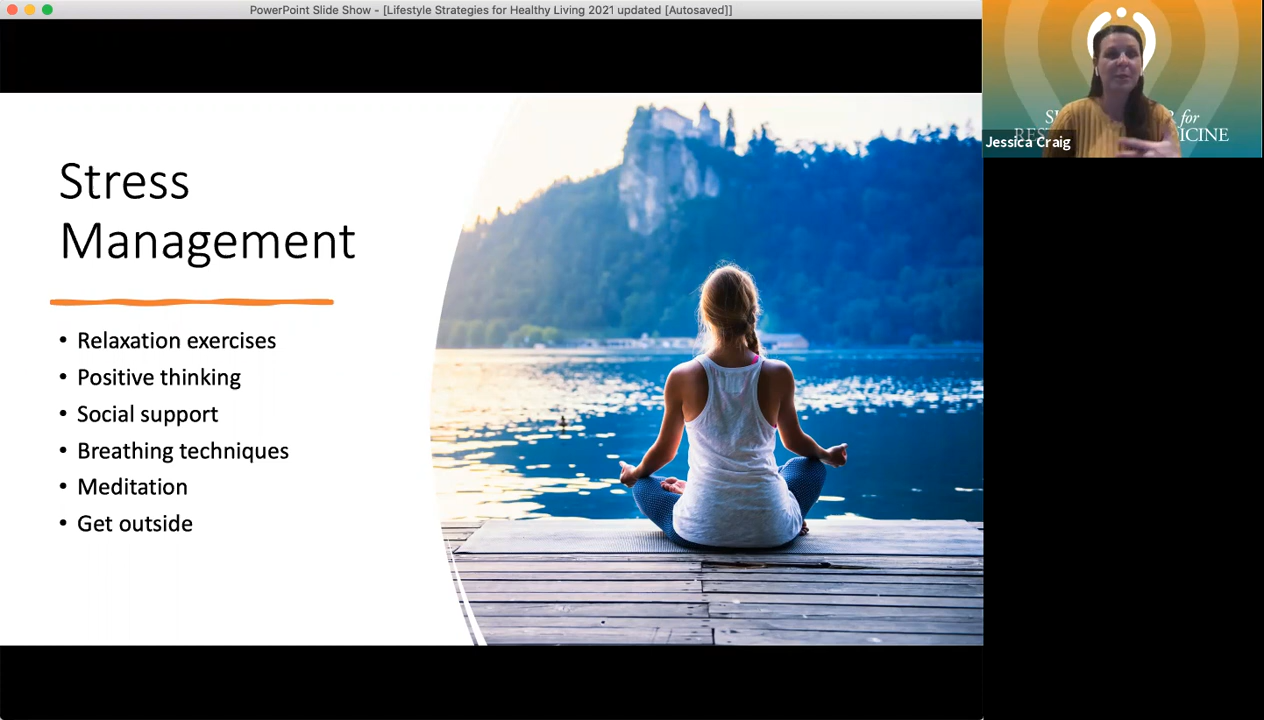 PowerPoint Slide Show - [Lifestyle Strategies for Healthy Living 2021 updated [Autosaved]]
Stress
Management
• Relaxation exercises
• Positive thinking
• Social support
• Breathing techniques
• Meditation
• Get outside
for
Jessica Craig